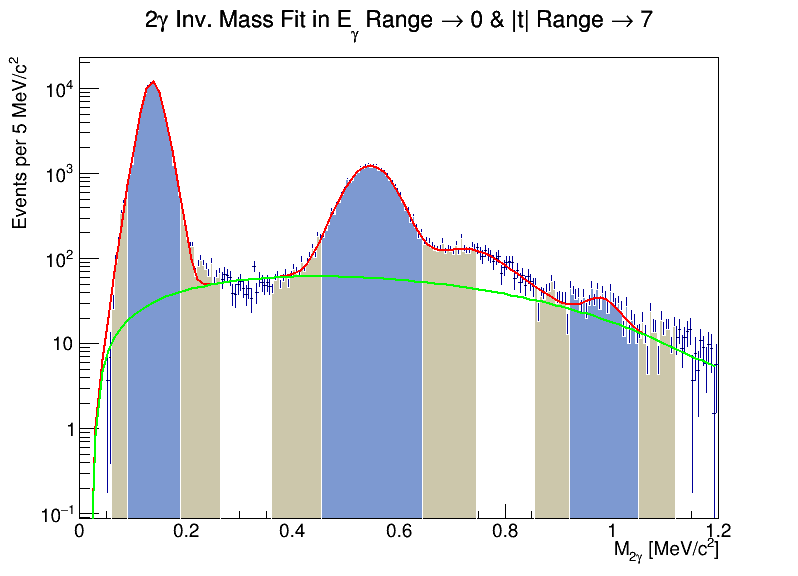 2γ Inv. Mass Fit in Eγ Range → 0 & |t| Range → 7
Events per 5 MeV/c²
10⁴
10³
10²
10
1
10⁻¹
0 0.2 0.4 0.6 0.8 1 1.2
M2γ [MeV/c²]